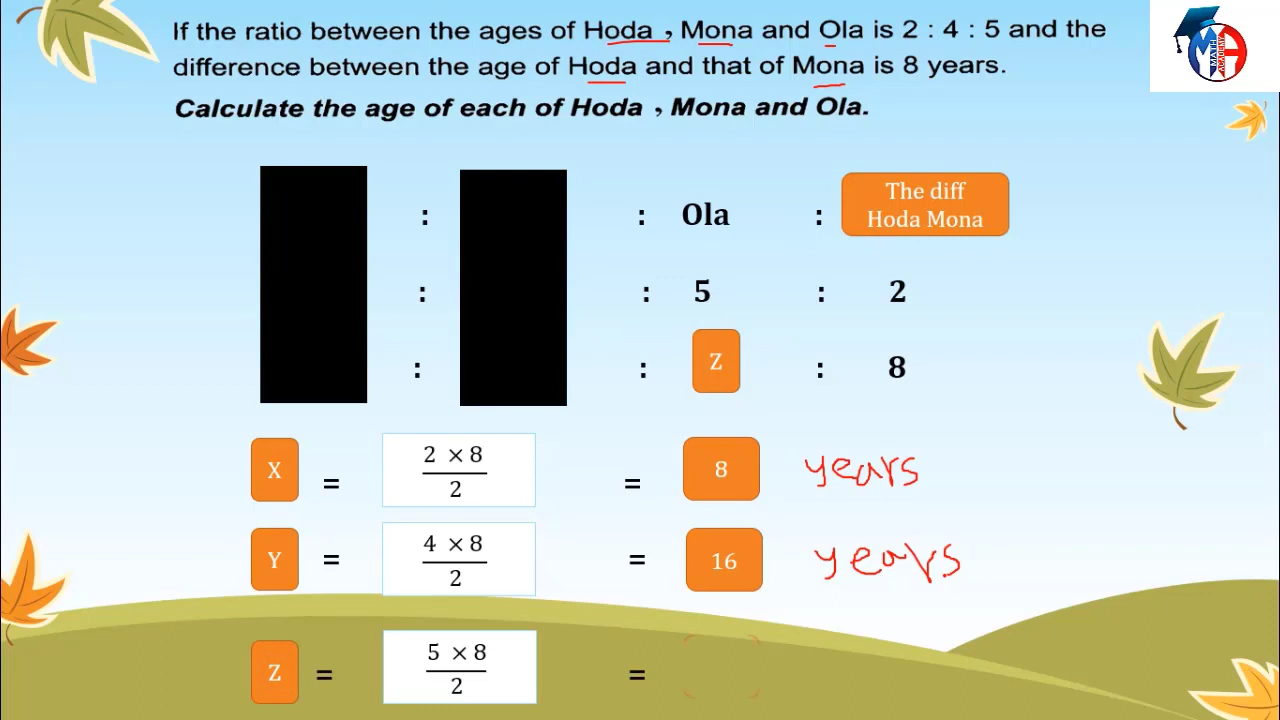 If the ratio between the ages of Hoda , Mona and Ola is 2 : 4 : 5 and the
difference between the age of Hoda and that of Mona is 8 years.
Calculate the age of each of Hoda , Mona and Ola.
MATH ACADEMY
: : Ola : The diff
Hoda Mona
: : 5 : 2
: : Z : 8
X = 2 × 8 / 2 = 8 years
Y = 4 × 8 / 2 = 16 years
Z = 5 × 8 / 2 =